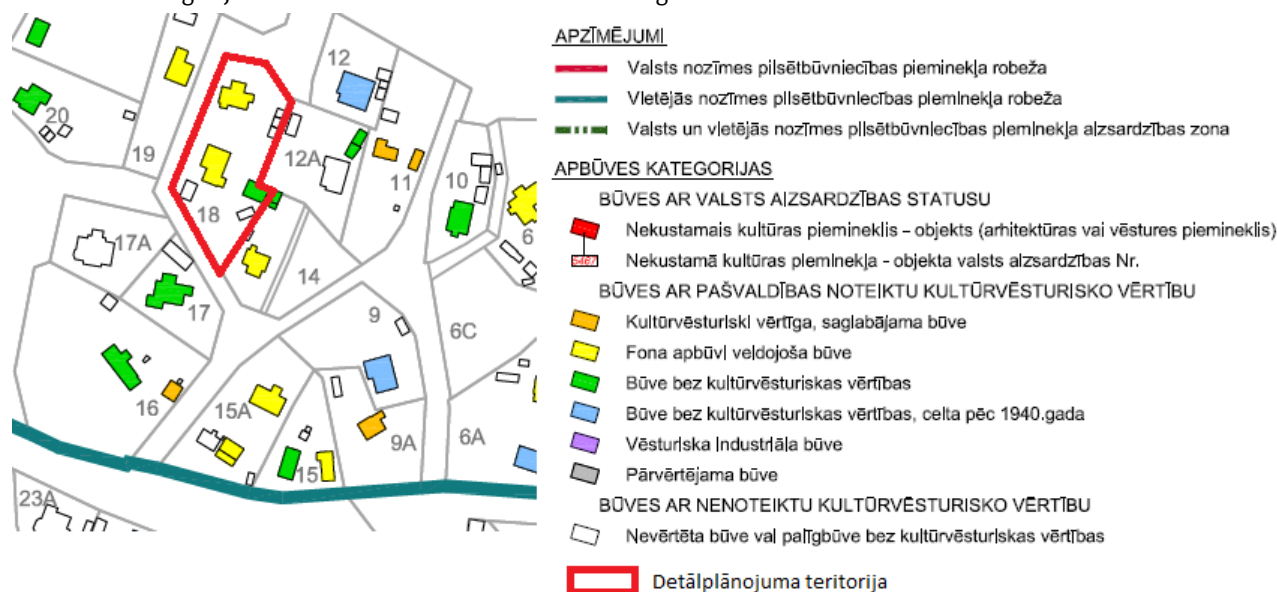 APZĪMĒJUMI
Valsts nozīmes pilsētbūvniecības pieminekļa robeža
Vietējās nozīmes pilsētbūvniecības pieminekļa robeža
Valsts un vietējās nozīmes pilsētbūvniecības pieminekļa aizsardzības zona
APBŪVES KATEGORIJAS
BŪVES AR VALSTS AIZSARDZĪBAS STATUSU
Nekustamais kultūras piemineklis – objekts (arhitektūras vai vēstures piemineklis)
Nekustamā kultūras pieminekļa – objekta valsts aizsardzības Nr.
BŪVES AR PAŠVALDĪBAS NOTEIKTU KULTŪRVĒSTURISKO VĒRTĪBU
Kultūrvēsturiski vērtīga, saglabājama būve
Fona apbūvi veidojoša būve
Būve bez kultūrvēsturiskas vērtības
Būve bez kultūrvēsturiskas vērtības, celta pēc 1940.gada
Vēsturiska Industriāla būve
Pārvērtējama būve
BŪVES AR NENOTEIKTU KULTŪRVĒSTURISKO VĒRTĪBU
Nevērtēta būve vai palīgbūve bez kultūrvēsturiskas vērtības
Detālplānojuma teritorija
12
20
19
12A
11
10
18
6
17A
14
17
9
6C
16
15A
9A
6A
15
23A